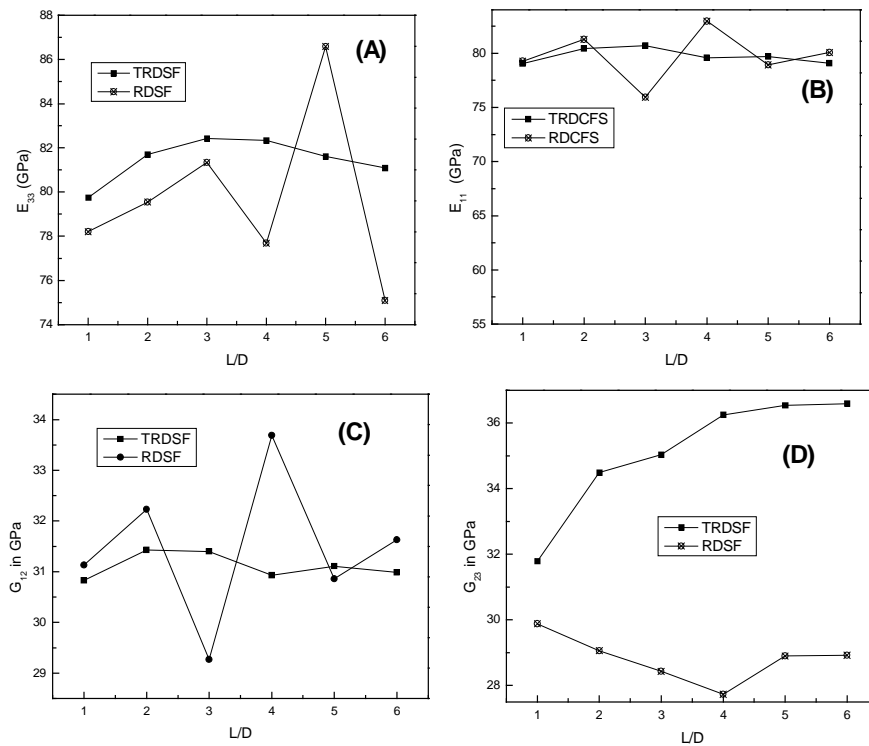 (A)
TRDSF
RDSF
88
86
84
82
80
78
76
74
E33 (GPa)
1 2 3 4 5 6
L/D
(B)
TRDCFS
RDCFS
80
75
70
65
60
55
E11 (GPa)
1 2 3 4 5 6
L/D
(C)
TRDSF
RDSF
34
33
32
31
30
29
G12 in GPa
1 2 3 4 5 6
L/D
(D)
TRDSF
RDSF
36
34
32
30
28
G23 in GPa
1 2 3 4 5 6
L/D